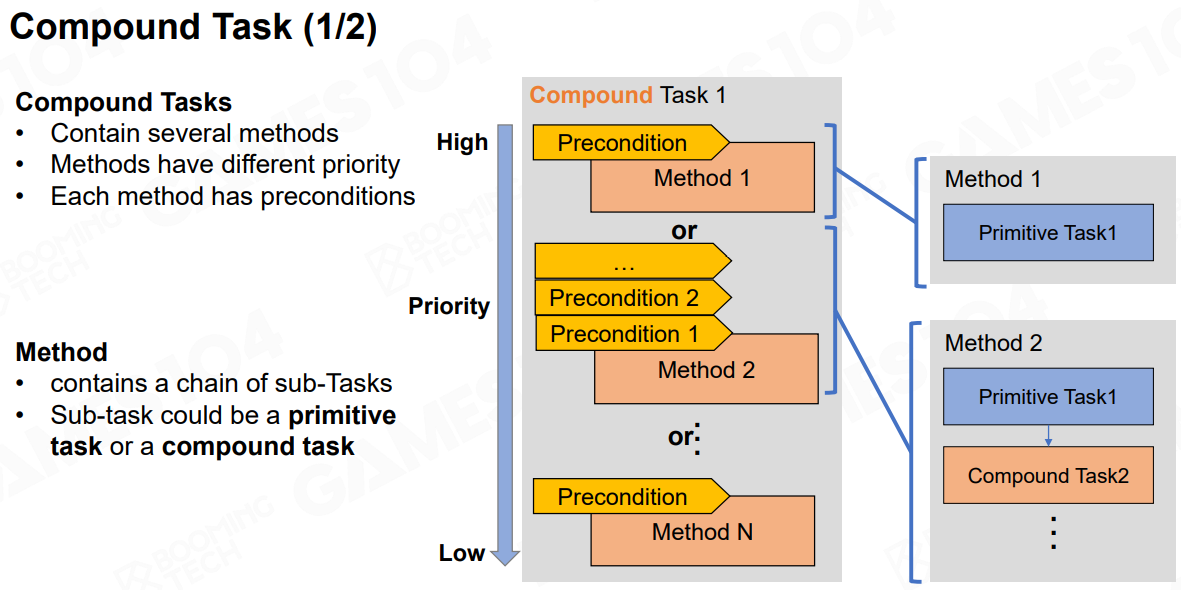 Compound Task (1/2)
Compound Tasks
• Contain several methods
• Methods have different priority
• Each method has preconditions
Method
• contains a chain of sub-Tasks
• Sub-task could be a primitive
task or a compound task
High
Priority
Low
Compound Task 1
Precondition
Method 1
or
...
Precondition 2
Precondition 1
Method 2
or
Precondition
Method N
Method 1
Primitive Task1
Method 2
Primitive Task1
Compound Task2
GAMES104
BOOMING
TECH